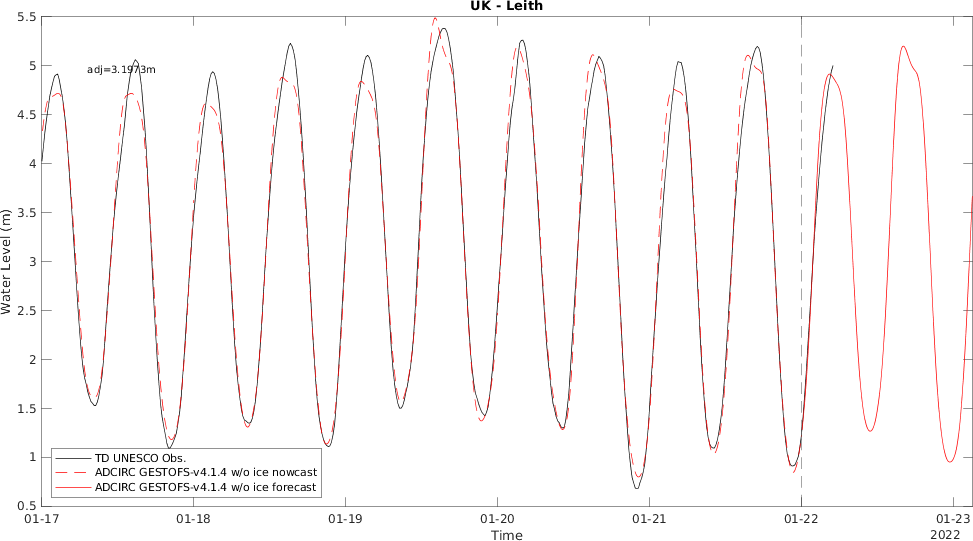 UK - Leith
5.5
5
4.5
4
3.5
3
2.5
2
1.5
1
0.5
Water Level (m)
adj=3.1973m
TD UNESCO Obs.
ADCIRC GESTOFS-v4.1.4 w/o ice nowcast
ADCIRC GESTOFS-v4.1.4 w/o ice forecast
01-17 01-18 01-19 01-20 01-21 01-22 01-23
Time
2022